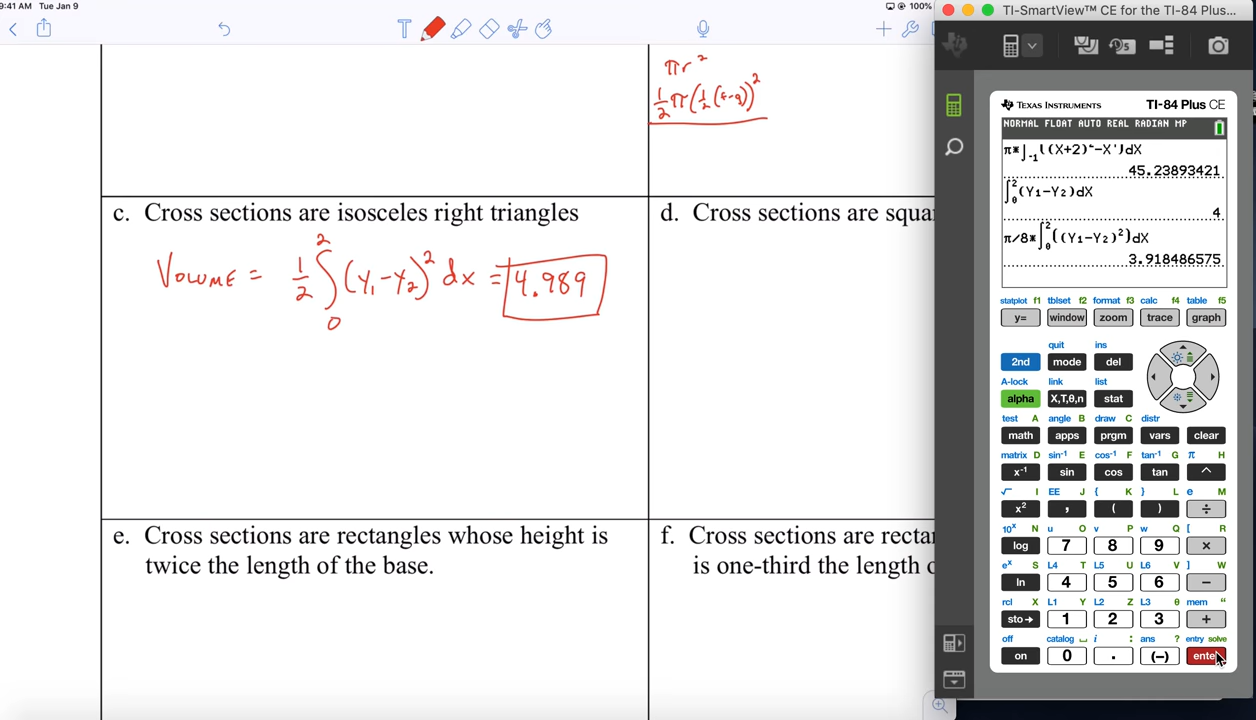 9:41 AM Tue Jan 9
100%
TI-SmartView™ CE for the TI-84 Plus...
πr²
½π(½(f-g))²
c. Cross sections are isosceles right triangles
VOLUME = ½ ∫₀² (Y₁-Y₂)² dx = 4.989
d. Cross sections are squa
e. Cross sections are rectangles whose height is
twice the length of the base.
f. Cross sections are recta
is one-third the length
TEXAS INSTRUMENTS TI-84 Plus CE
NORMAL FLOAT AUTO REAL RADIAN MP
45.23893421
∫₀²(Y₁-Y₂)dX
4
π/8*∫₀²((Y₁-Y₂)²)dX
3.918486575
statplot f1 tblset f2 format f3 calc f4 table f5
y= window zoom trace graph
quit ins
2nd mode del
A-lock link list
alpha X,T,θ,n stat
test A angle B draw C distr
math apps prgm vars clear
matrix D sin⁻¹ E cos⁻¹ F tan⁻¹ G π H
x⁻¹ sin cos tan ^
√ I EE J { K } L e M
x² , ( ) ÷
10ˣ N u O v P w Q [ R
log 7 8 9 ×
eˣ S L4 T L5 U L6 V ] W
ln 4 5 6 −
rcl X L1 Y L2 Z L3 θ mem "
sto→ 1 2 3 +
off catalog i : ans ? entry solve
on 0 . (−) enter